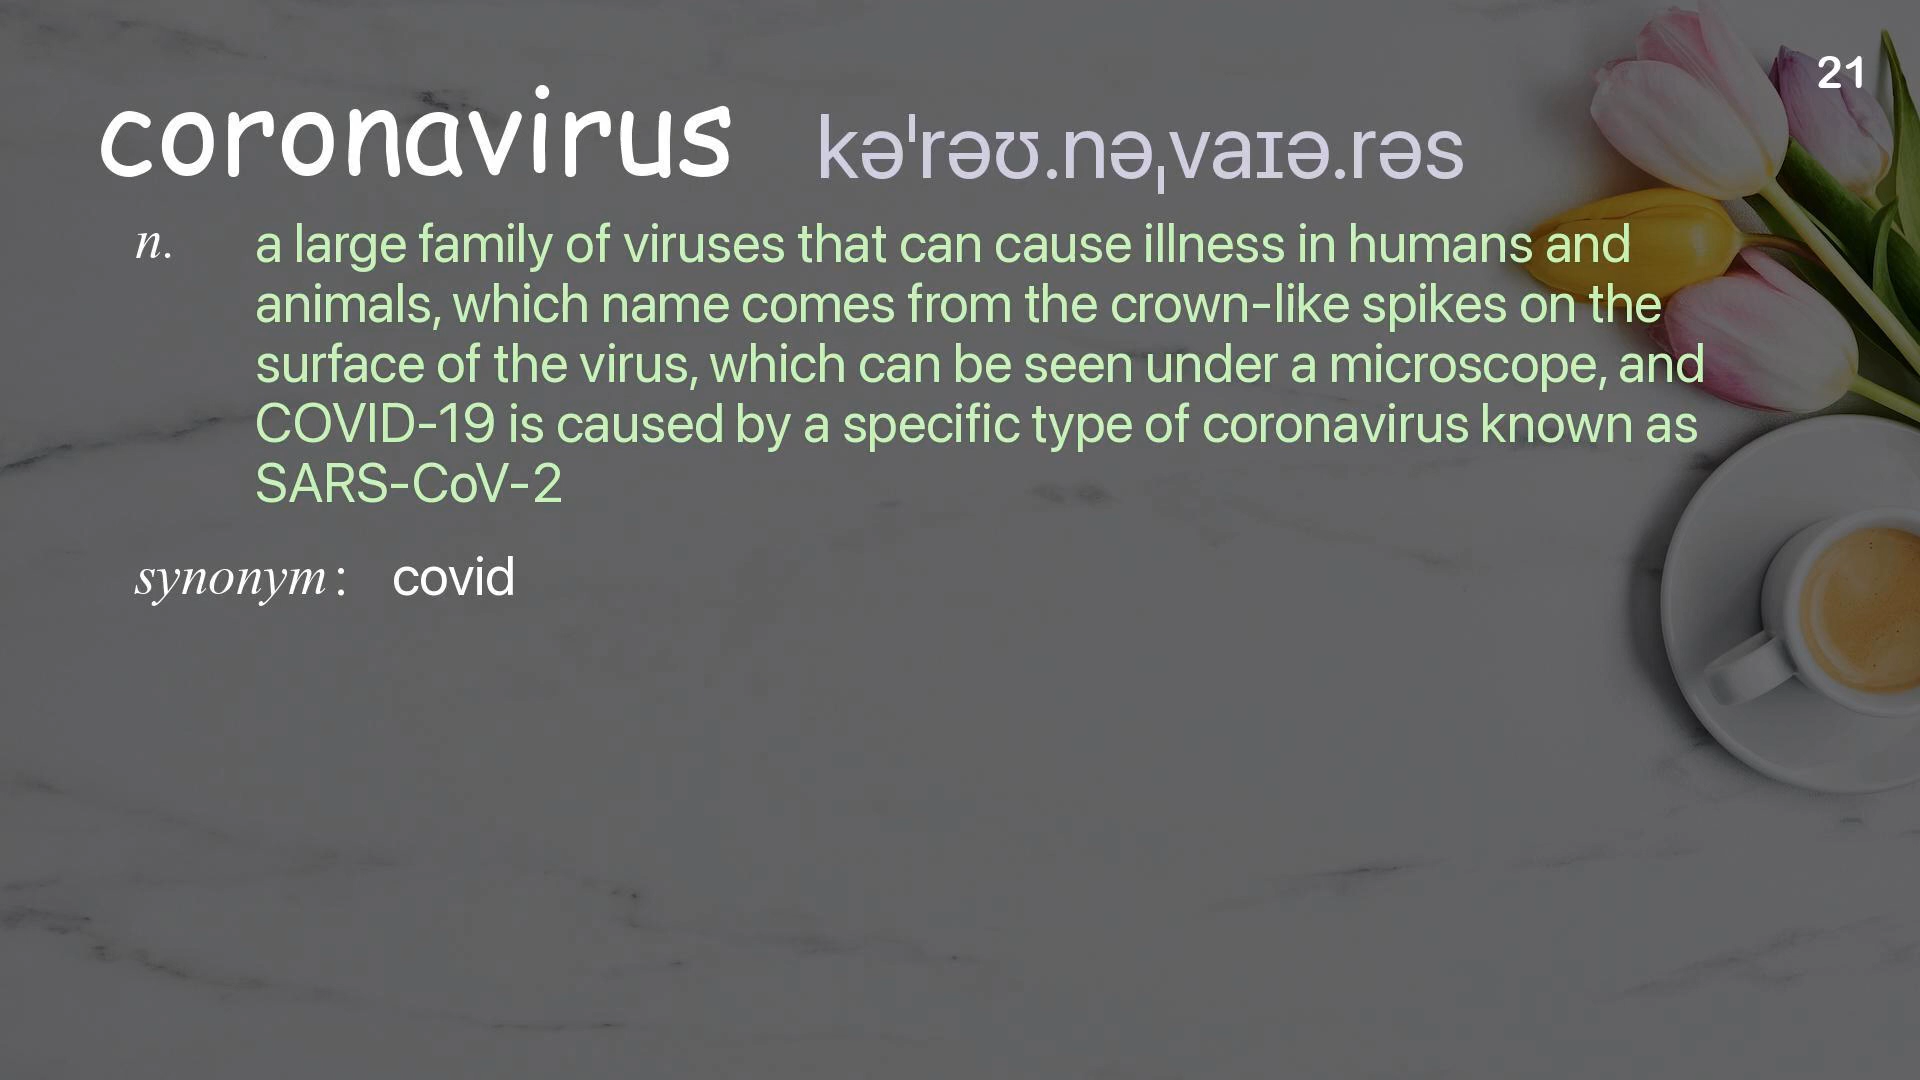 21
coronavirus kəˈrəʊ.nəˌvaɪə.rəs
n. a large family of viruses that can cause illness in humans and
animals, which name comes from the crown-like spikes on the
surface of the virus, which can be seen under a microscope, and
COVID-19 is caused by a specific type of coronavirus known as
SARS-CoV-2
synonym: covid